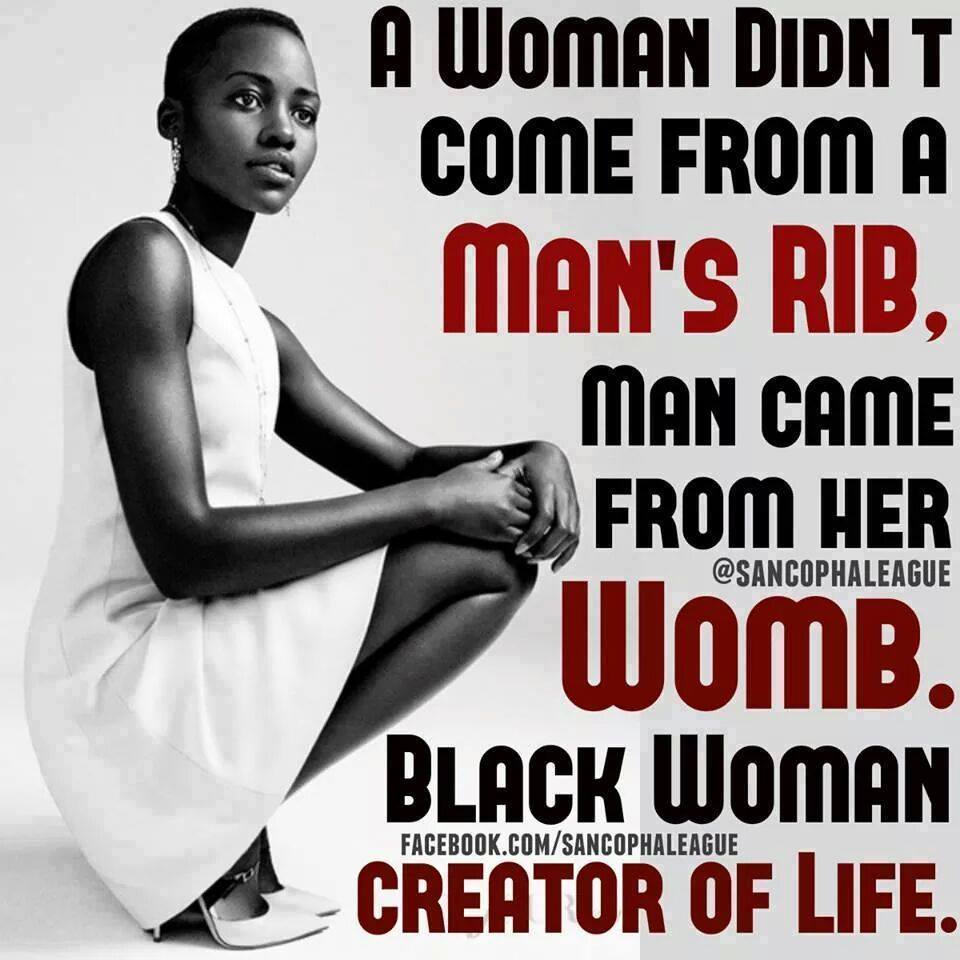 A Woman Didn t
come from a
Man's RIB,
Man came
from her
@SANCOPHALEAGUE
Womb.
Black Woman
FACEBOOK.COM/SANCOPHALEAGUE
creator of Life.